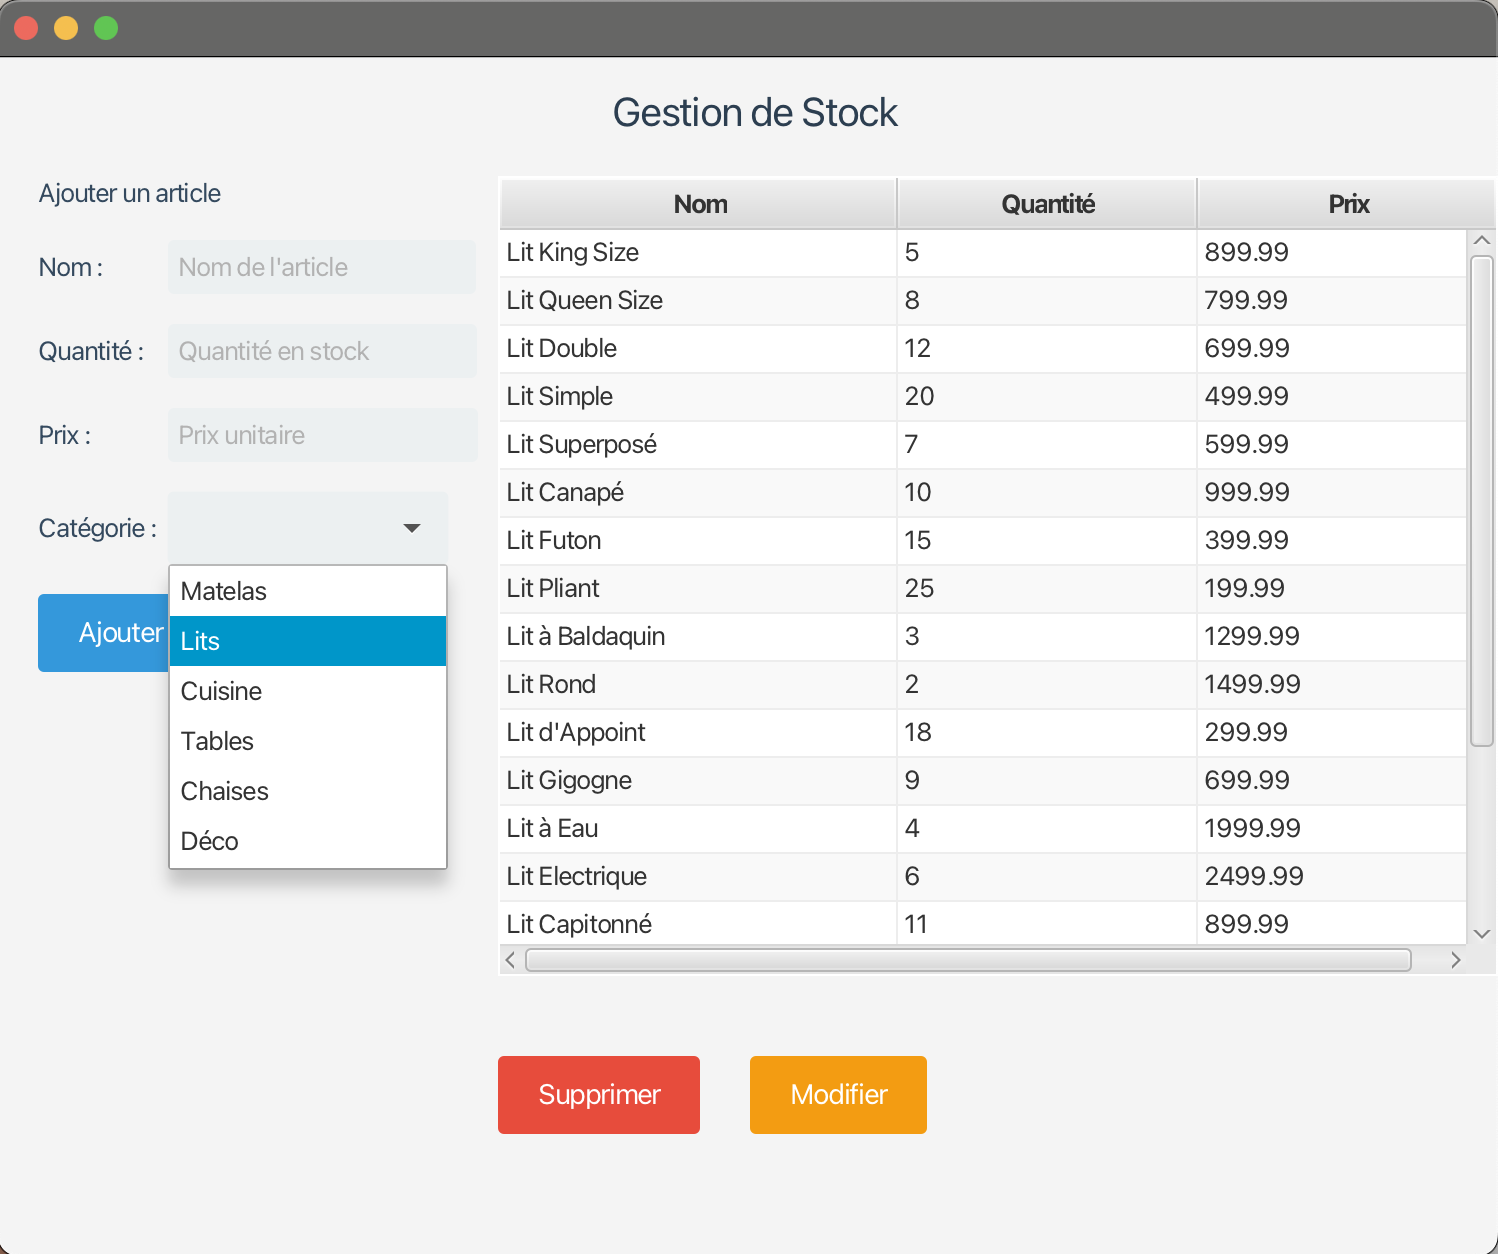 Gestion de Stock
Ajouter un article
Nom :
Nom de l'article
Quantité :
Quantité en stock
Prix :
Prix unitaire
Catégorie :
Matelas
Lits
Cuisine
Tables
Chaises
Déco
Ajouter
Nom Quantité Prix
Lit King Size 5 899.99
Lit Queen Size 8 799.99
Lit Double 12 699.99
Lit Simple 20 499.99
Lit Superposé 7 599.99
Lit Canapé 10 999.99
Lit Futon 15 399.99
Lit Pliant 25 199.99
Lit à Baldaquin 3 1299.99
Lit Rond 2 1499.99
Lit d'Appoint 18 299.99
Lit Gigogne 9 699.99
Lit à Eau 4 1999.99
Lit Electrique 6 2499.99
Lit Capitonné 11 899.99
Supprimer
Modifier